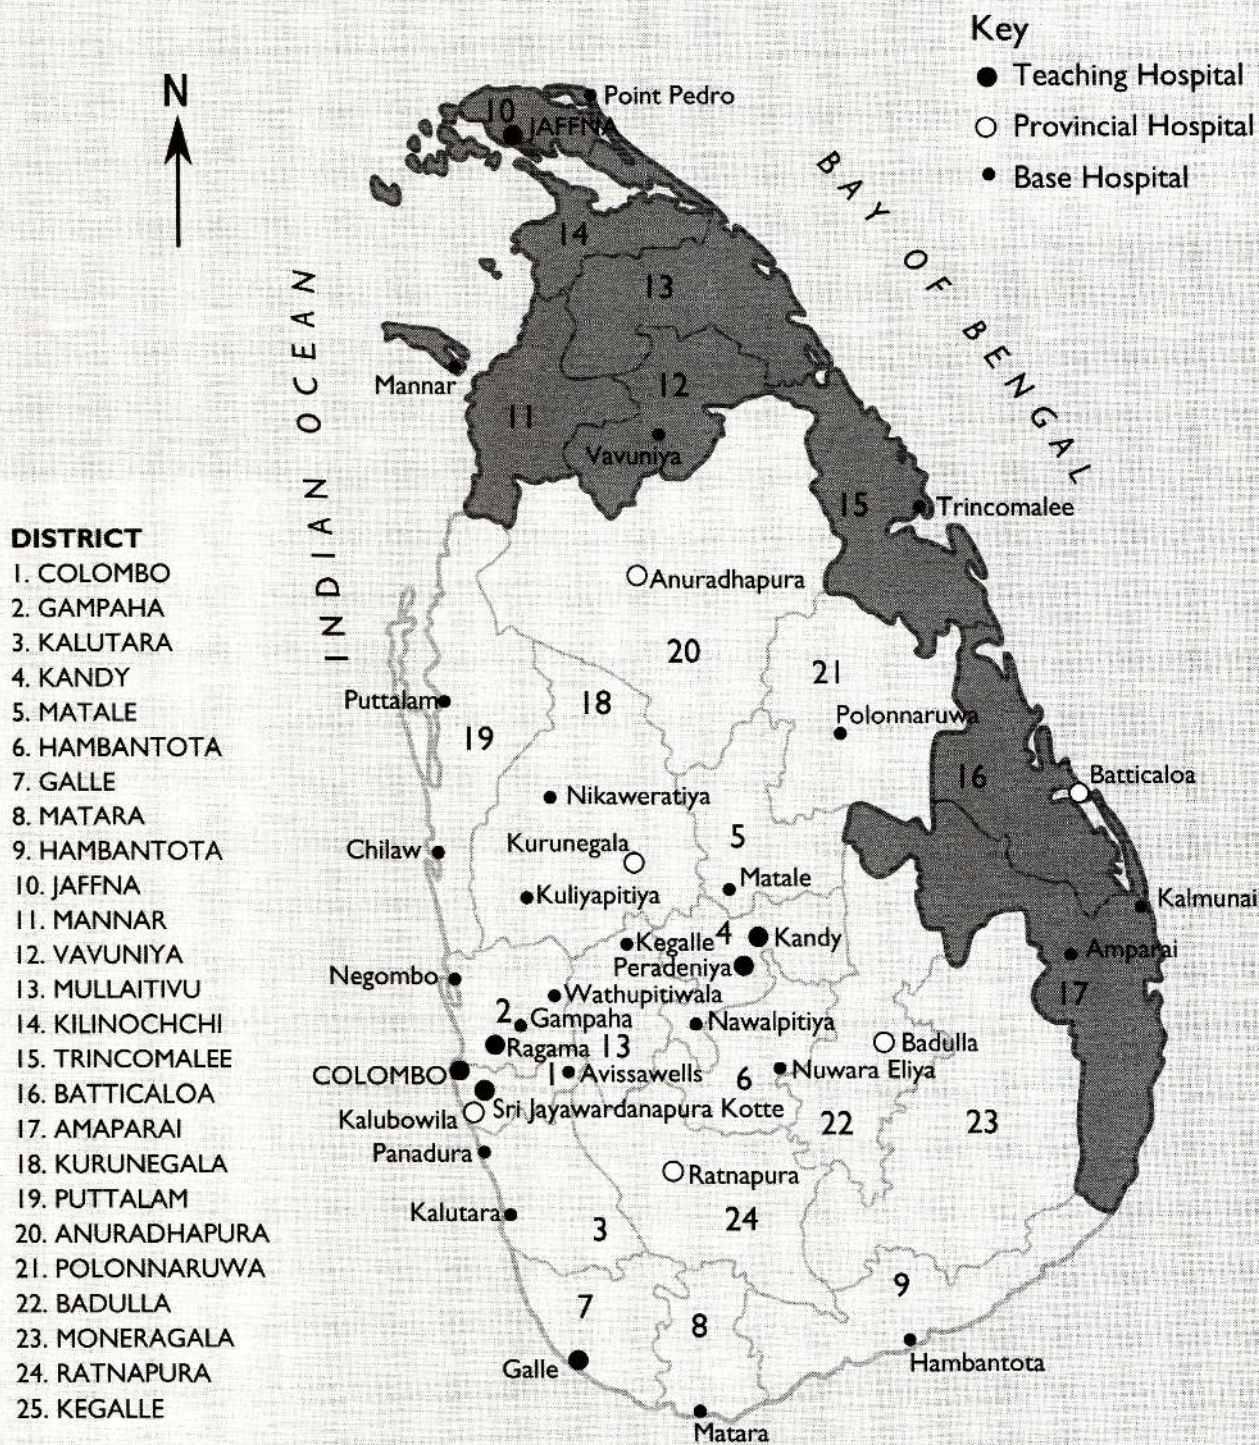 Key
Teaching Hospital
Provincial Hospital
Base Hospital
N
INDIAN OCEAN
BAY OF BENGAL
Point Pedro
10
JAFFNA
14
13
Mannar
11
12
Vavuniya
15
Trincomalee
Anuradhapura
20
21
18
Puttalam
Polonnaruwa
19
16
Batticaloa
Nikaweratiya
Kurunegala
5
Chilaw
Matale
Kuliyapitiya
Kalmunai
Kegalle
4
Kandy
Amparai
Peradeniya
Negombo
Wathupitiwala
17
2
Gampaha
Nawalpitiya
Ragama
13
Badulla
COLOMBO
1
Avissawells
6
Nuwara Eliya
Sri Jayawardanapura Kotte
Kalubowila
22
23
Panadura
Ratnapura
Kalutara
3
24
9
7
8
Galle
Hambantota
Matara
DISTRICT
1. COLOMBO
2. GAMPAHA
3. KALUTARA
4. KANDY
5. MATALE
6. HAMBANTOTA
7. GALLE
8. MATARA
9. HAMBANTOTA
10. JAFFNA
11. MANNAR
12. VAVUNIYA
13. MULLAITIVU
14. KILINOCHCHI
15. TRINCOMALEE
16. BATTICALOA
17. AMAPARAI
18. KURUNEGALA
19. PUTTALAM
20. ANURADHAPURA
21. POLONNARUWA
22. BADULLA
23. MONERAGALA
24. RATNAPURA
25. KEGALLE